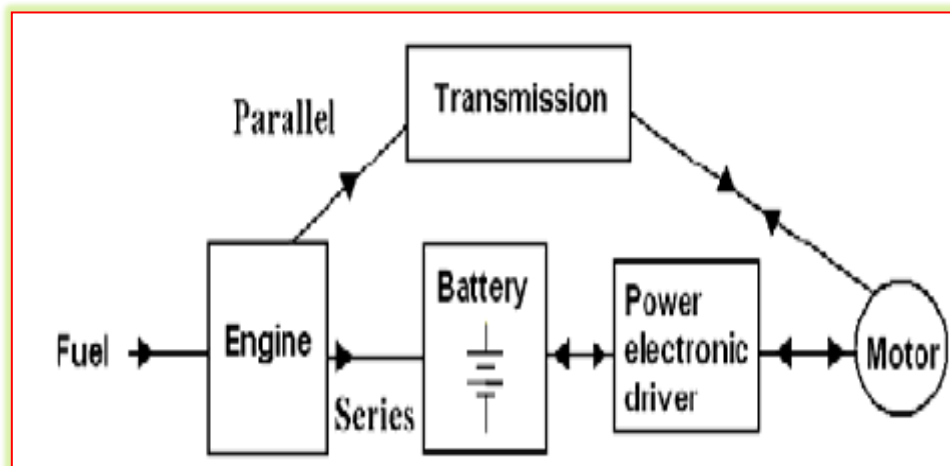 Transmission
Parallel
Fuel
Engine
Series
Battery
Power
electronic
driver
Motor